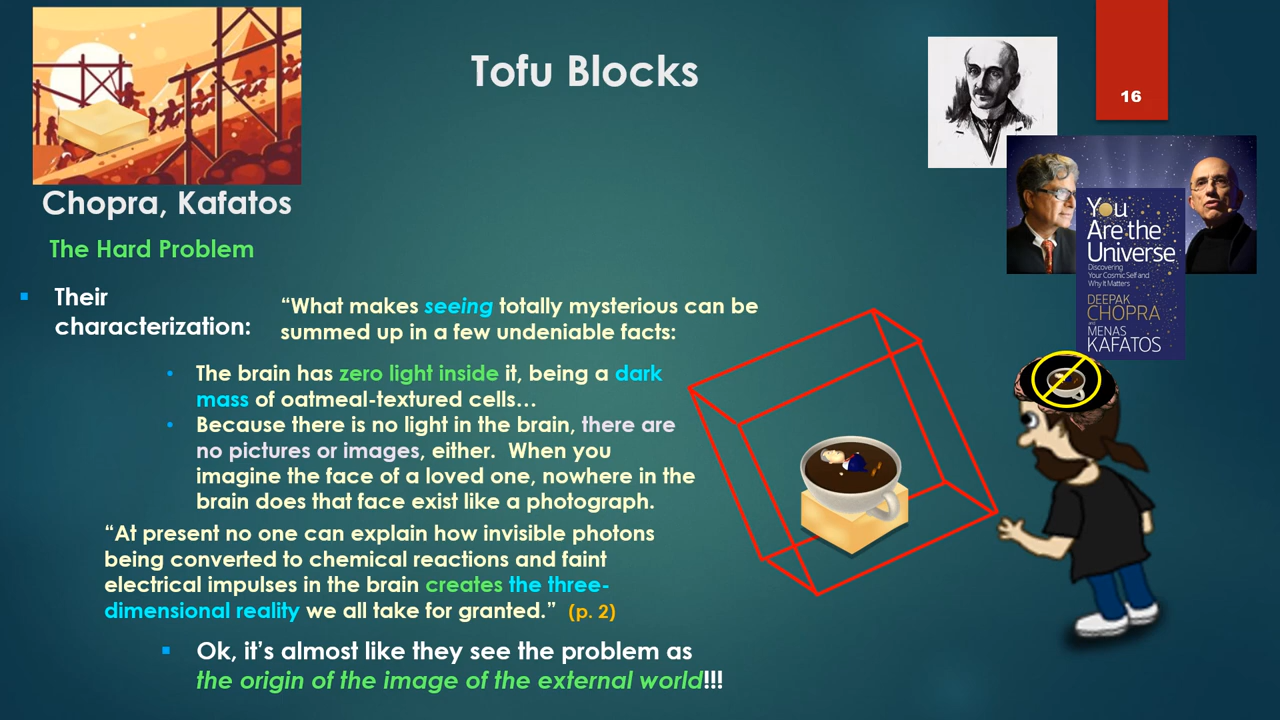 Tofu Blocks
16
Chopra, Kafatos
The Hard Problem
Their
characterization:
“What makes seeing totally mysterious can be
summed up in a few undeniable facts:
The brain has zero light inside it, being a dark
mass of oatmeal-textured cells…
Because there is no light in the brain, there are
no pictures or images, either.  When you
imagine the face of a loved one, nowhere in the
brain does that face exist like a photograph.
“At present no one can explain how invisible photons
being converted to chemical reactions and faint
electrical impulses in the brain creates the three-
dimensional reality we all take for granted.”  (p. 2)
Ok, it’s almost like they see the problem as
the origin of the image of the external world!!!
You
Are the
Universe
Discovering
Your Cosmic Self and
Why It Matters
DEEPAK
CHOPRA
MENAS
KAFATOS